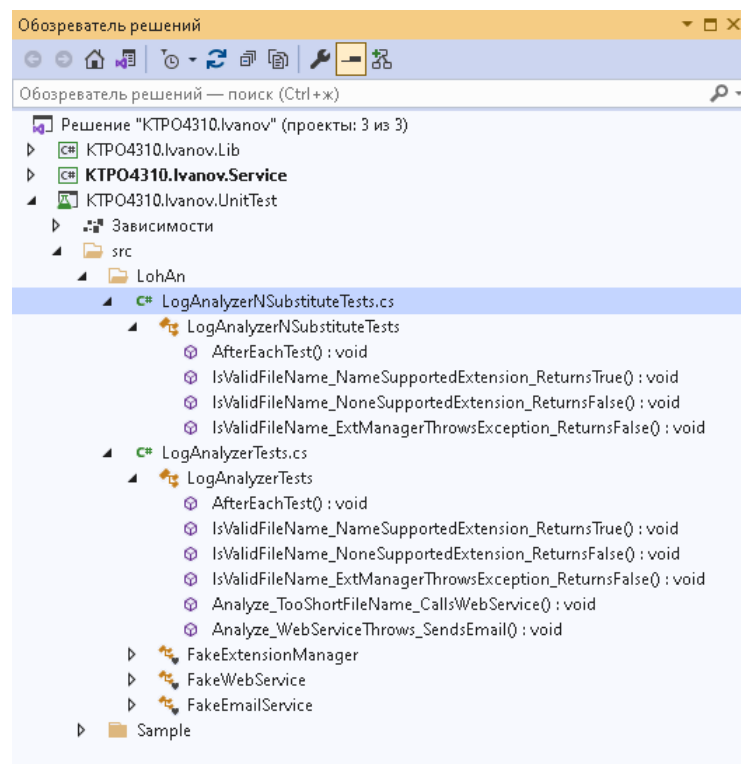 Обозреватель решений
Обозреватель решений — поиск (Ctrl+ж)
Решение "KTPO4310.Ivanov" (проекты: 3 из 3)
C# KTPO4310.Ivanov.Lib
C# KTPO4310.Ivanov.Service
KTPO4310.Ivanov.UnitTest
Зависимости
src
LohAn
C# LogAnalyzerNSubstituteTests.cs
LogAnalyzerNSubstituteTests
AfterEachTest() : void
IsValidFileName_NameSupportedExtension_ReturnsTrue() : void
IsValidFileName_NoneSupportedExtension_ReturnsFalse() : void
IsValidFileName_ExtManagerThrowsException_ReturnsFalse() : void
C# LogAnalyzerTests.cs
LogAnalyzerTests
AfterEachTest() : void
IsValidFileName_NameSupportedExtension_ReturnsTrue() : void
IsValidFileName_NoneSupportedExtension_ReturnsFalse() : void
IsValidFileName_ExtManagerThrowsException_ReturnsFalse() : void
Analyze_TooShortFileName_CallsWebService() : void
Analyze_WebServiceThrows_SendsEmail() : void
FakeExtensionManager
FakeWebService
FakeEmailService
Sample